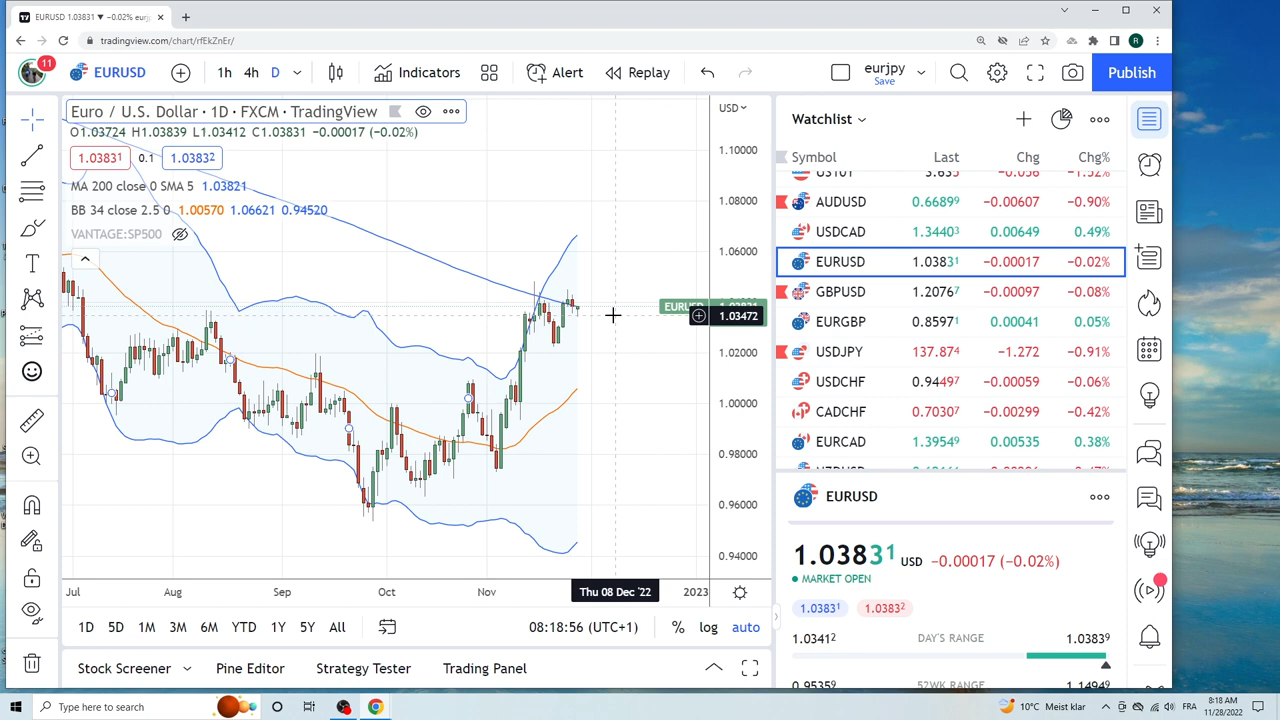 EURUSD 1.03831 ▼ −0.02% eurj
tradingview.com/chart/rfEkZnEr/
R
11
EURUSD
1h 4h D
Indicators
Alert
Replay
eurjpy
Save
Publish
Euro / U.S. Dollar · 1D · FXCM · TradingView
O1.03724 H1.03839 L1.03412 C1.03831 −0.00017 (−0.02%)
1.03831 0.1 1.03832
MA 200 close 0 SMA 5 1.03821
BB 34 close 2.5 0 1.00570 1.06621 0.94520
VANTAGE:SP500
USD
1.10000
1.08000
1.06000
EURUSD
1.03472
1.02000
1.00000
0.98000
0.96000
0.94000
Jul Aug Sep Oct Nov Thu 08 Dec '22 2023
1D 5D 1M 3M 6M YTD 1Y 5Y All
08:18:56 (UTC+1) % log auto
Stock Screener Pine Editor Strategy Tester Trading Panel
Watchlist
Symbol Last Chg Chg%
AUDUSD 0.66899 −0.00607 −0.90%
USDCAD 1.34403 0.00649 0.49%
EURUSD 1.03831 −0.00017 −0.02%
GBPUSD 1.20767 −0.00097 −0.08%
EURGBP 0.85971 0.00041 0.05%
USDJPY 137.874 −1.272 −0.91%
USDCHF 0.94497 −0.00059 −0.06%
CADCHF 0.70307 −0.00299 −0.42%
EURCAD 1.39549 0.00535 0.38%
EURUSD
1.03831 USD −0.00017 (−0.02%)
MARKET OPEN
1.03831 1.03832
1.03412 DAY'S RANGE 1.03839
52WK RANGE
Type here to search
10°C Meist klar
FRA
8:18 AM
11/28/2022